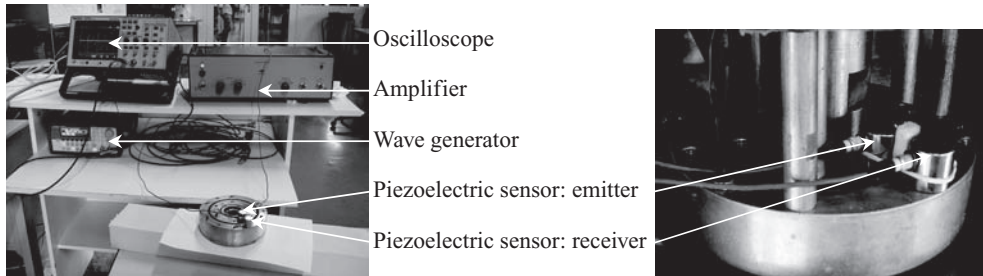 Oscilloscope
Amplifier
Wave generator
Piezoelectric sensor: emitter
Piezoelectric sensor: receiver